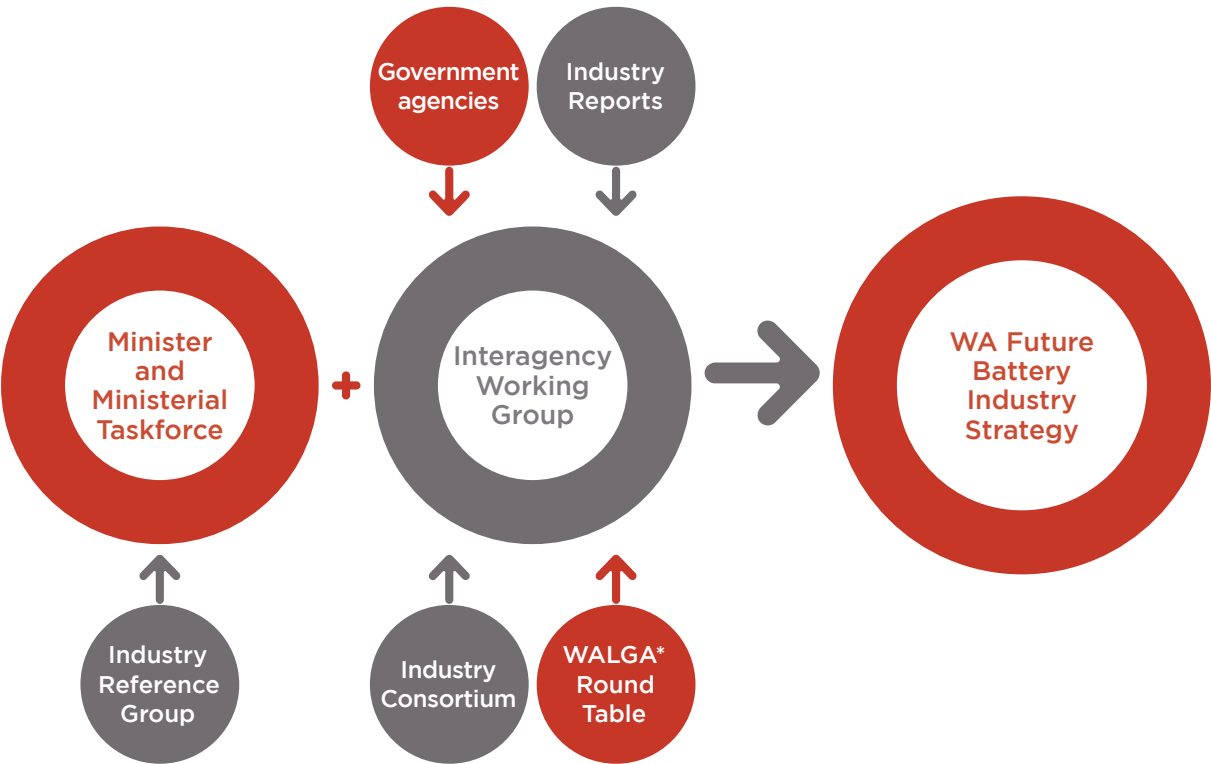 Government
agencies
Industry
Reports
Minister
and
Ministerial
Taskforce
+
Interagency
Working
Group
WA Future
Battery
Industry
Strategy
Industry
Reference
Group
Industry
Consortium
WALGA*
Round
Table